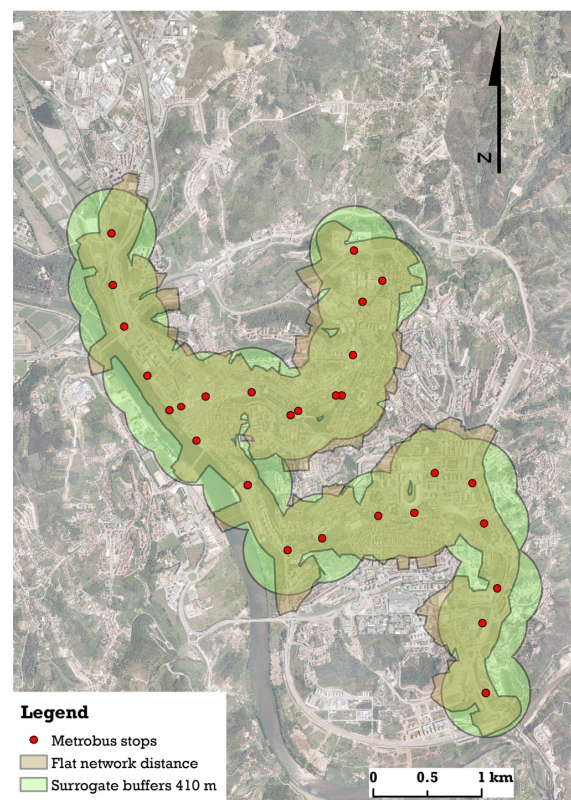 N
Legend
Metrobus stops
Flat network distance
Surrogate buffers 410 m
0 0.5 1 km